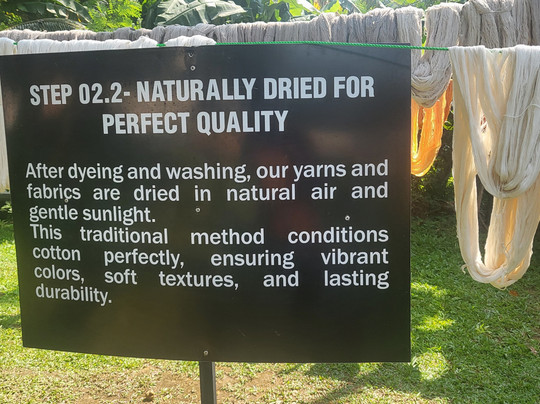 STEP 02.2- NATURALLY DRIED FOR
PERFECT QUALITY
After dyeing and washing, our yarns and
fabrics are dried in natural air and
gentle sunlight.
This traditional method conditions
cotton perfectly, ensuring vibrant
colors, soft textures, and lasting
durability.